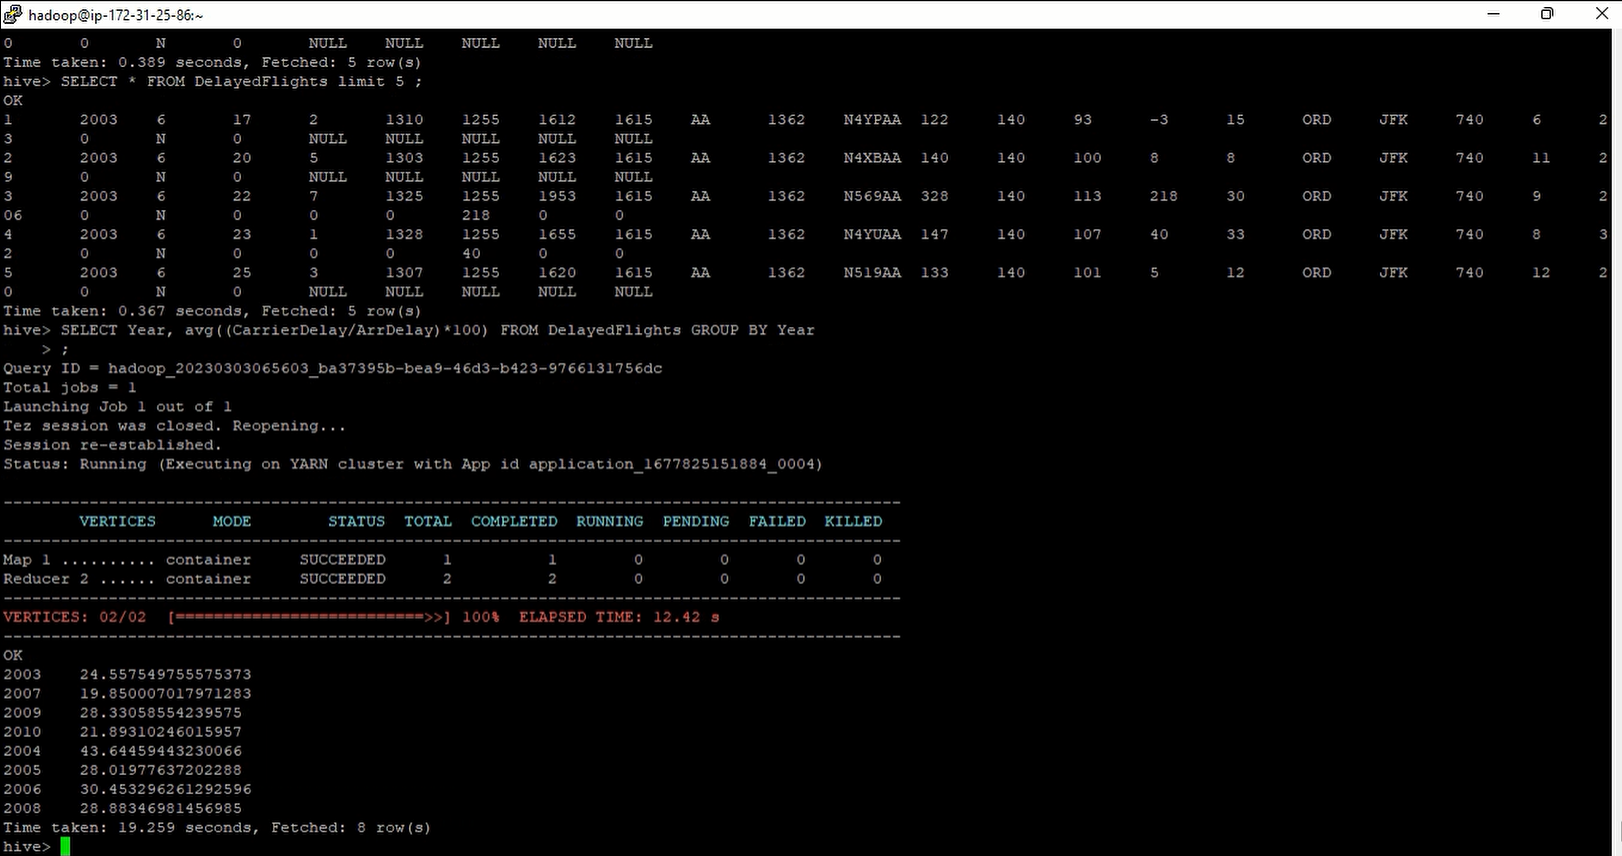 hadoop@ip-172-31-25-86:~
0 0 N 0 NULL NULL NULL NULL NULL
Time taken: 0.389 seconds, Fetched: 5 row(s)
hive> SELECT * FROM DelayedFlights limit 5 ;
OK
1 2003 6 17 2 1310 1255 1612 1615 AA 1362 N4YPAA 122 140 93 -3 15 ORD JFK 740 6 2
3 0 N 0 NULL NULL NULL NULL NULL
2 2003 6 20 5 1303 1255 1623 1615 AA 1362 N4XBAA 140 140 100 8 8 ORD JFK 740 11 2
9 0 N 0 NULL NULL NULL NULL NULL
3 2003 6 22 7 1325 1255 1953 1615 AA 1362 N569AA 328 140 113 218 30 ORD JFK 740 9 2
06 0 N 0 0 0 218 0 0
4 2003 6 23 1 1328 1255 1655 1615 AA 1362 N4YUAA 147 140 107 40 33 ORD JFK 740 8 3
2 0 N 0 0 0 40 0 0
5 2003 6 25 3 1307 1255 1620 1615 AA 1362 N519AA 133 140 101 5 12 ORD JFK 740 12 2
0 0 N 0 NULL NULL NULL NULL NULL
Time taken: 0.367 seconds, Fetched: 5 row(s)
hive> SELECT Year, avg((CarrierDelay/ArrDelay)*100) FROM DelayedFlights GROUP BY Year
> ;
Query ID = hadoop_20230303065603_ba37395b-bea9-46d3-b423-9766131756dc
Total jobs = 1
Launching Job 1 out of 1
Tez session was closed. Reopening...
Session re-established.
Status: Running (Executing on YARN cluster with App id application_1677825151884_0004)
----------------------------------------------------------------------------------------------
VERTICES MODE STATUS TOTAL COMPLETED RUNNING PENDING FAILED KILLED
----------------------------------------------------------------------------------------------
Map 1 .......... container SUCCEEDED 1 1 0 0 0 0
Reducer 2 ...... container SUCCEEDED 2 2 0 0 0 0
----------------------------------------------------------------------------------------------
VERTICES: 02/02 [==========================>>] 100% ELAPSED TIME: 12.42 s
----------------------------------------------------------------------------------------------
OK
2003 24.557549755575373
2007 19.850007017971283
2009 28.33058554239575
2010 21.89310246015957
2004 43.64459443230066
2005 28.01977637202288
2006 30.453296261292596
2008 28.88346981456985
Time taken: 19.259 seconds, Fetched: 8 row(s)
hive>